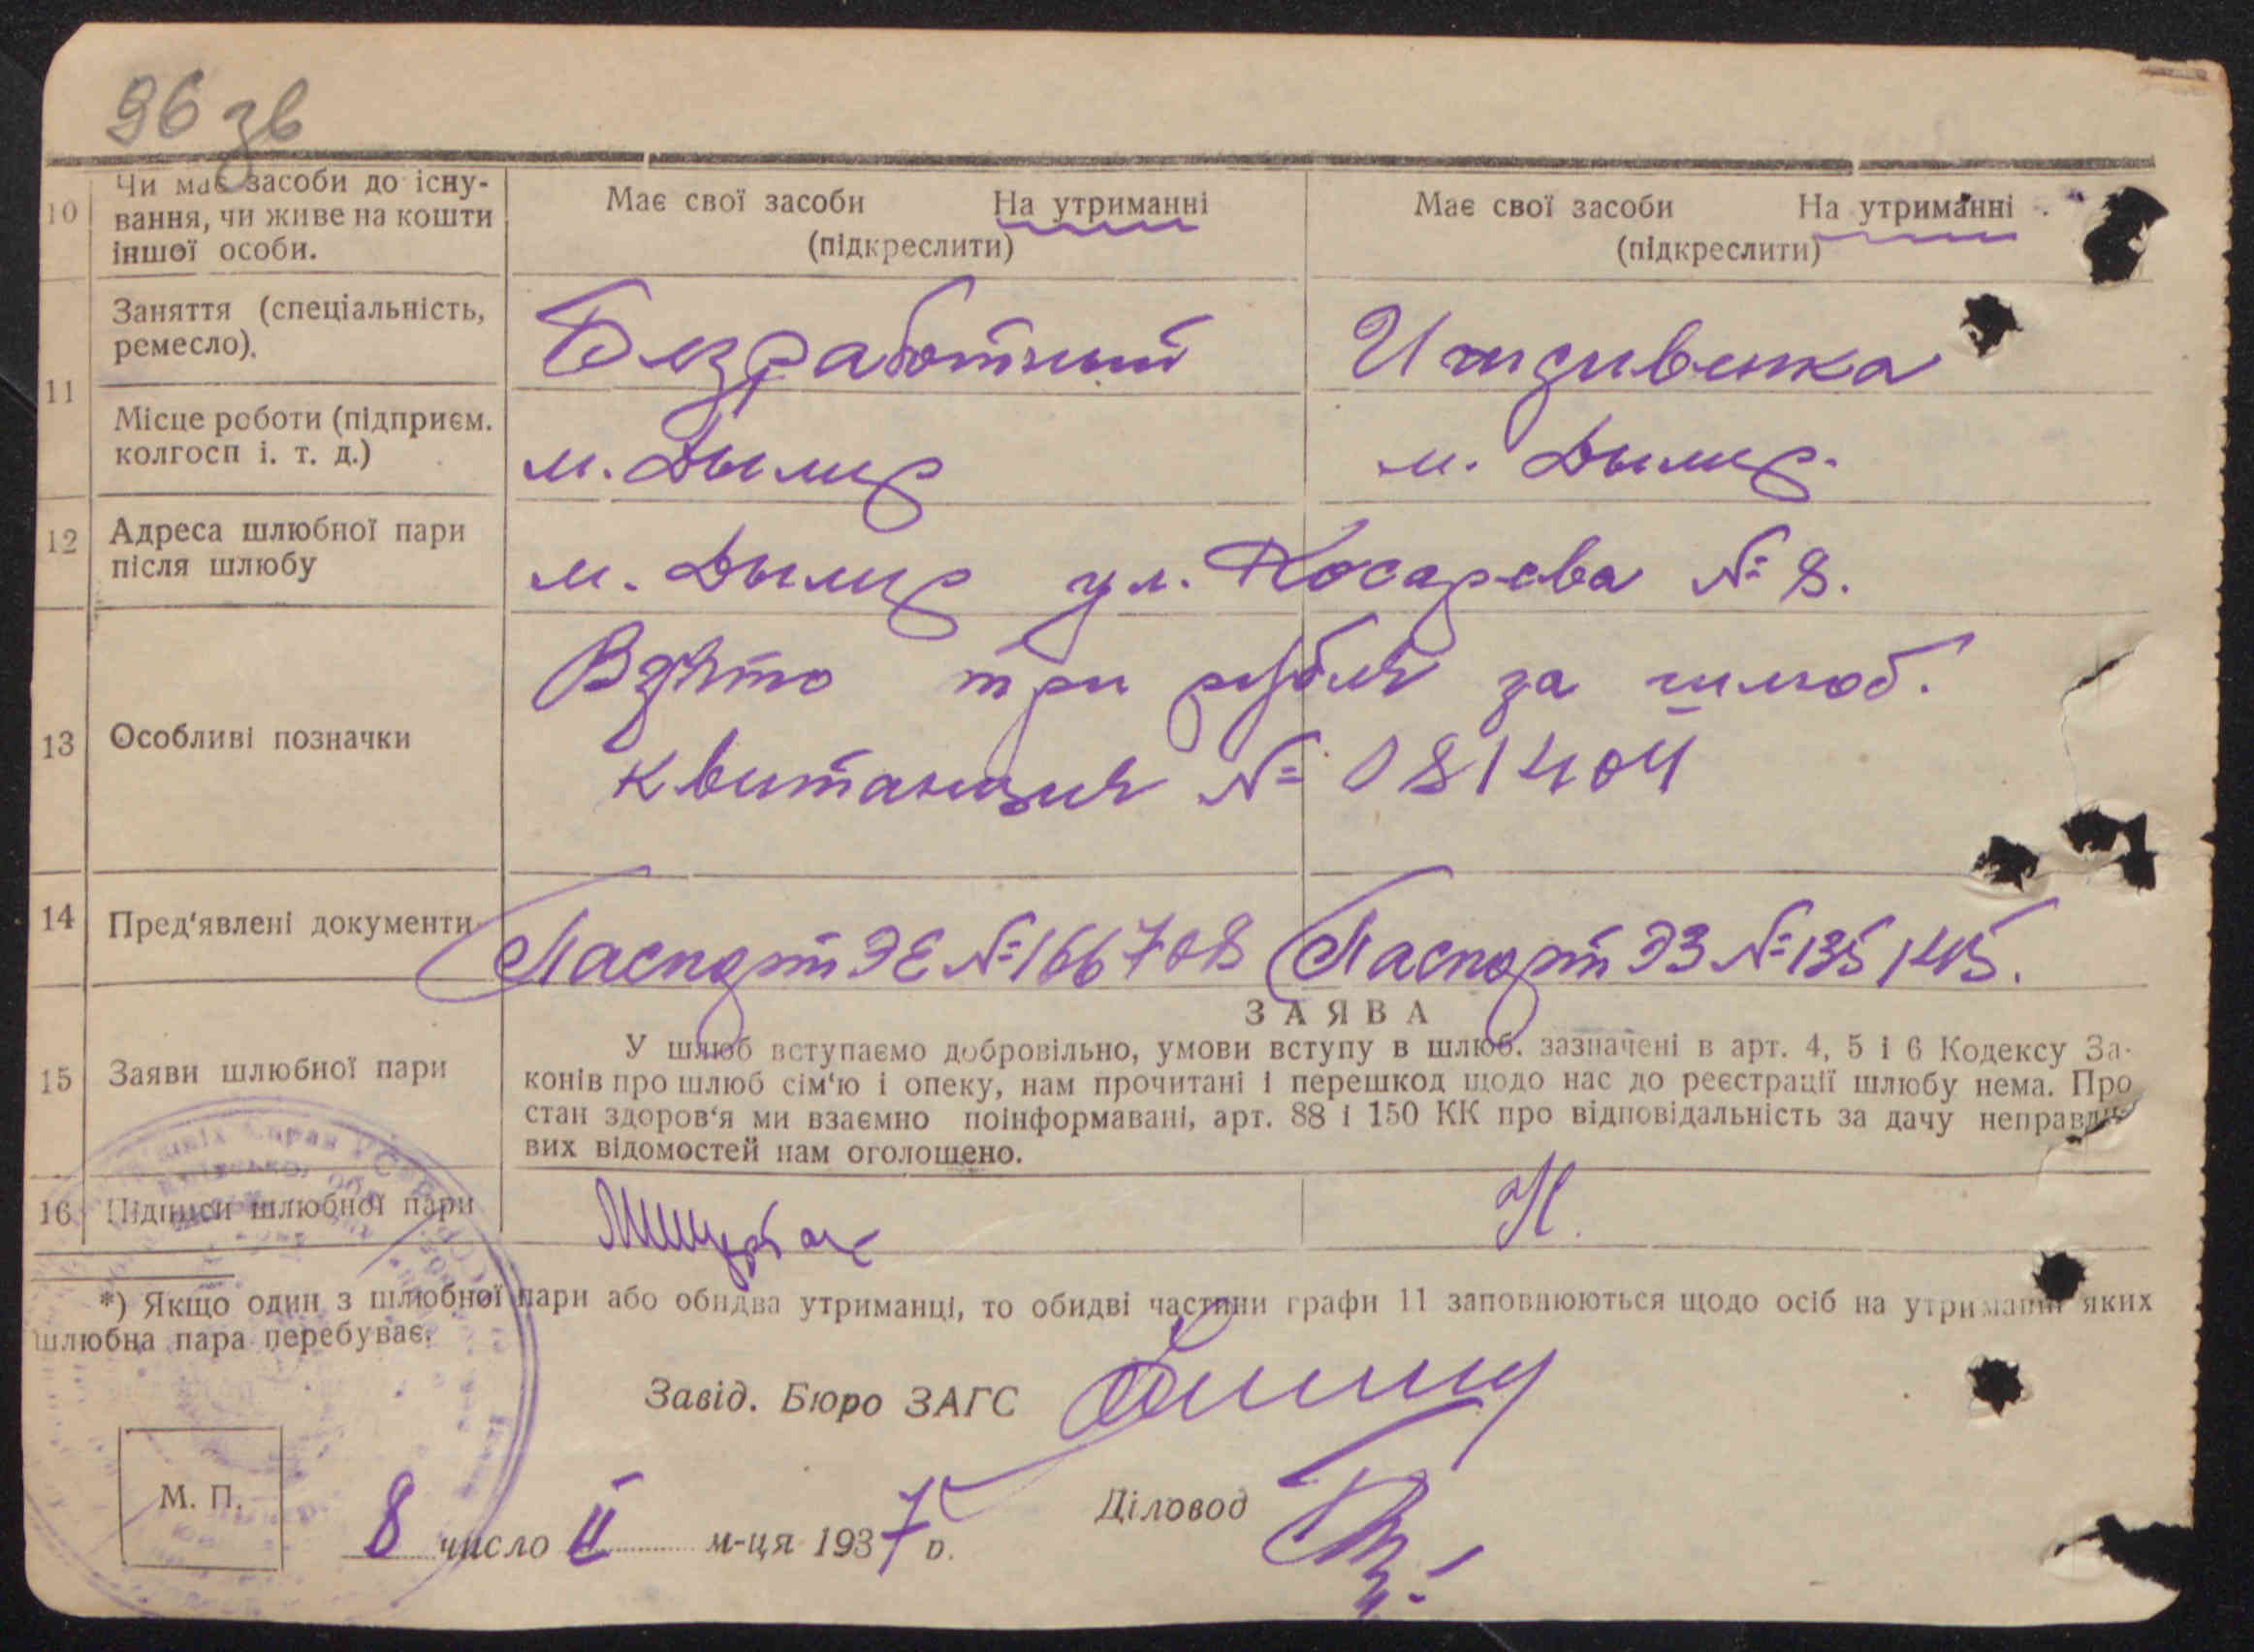 96 зв
10 Чи має засоби до існу-
вання, чи живе на кошти
іншої особи.
Має свої засоби На утриманні
(підкреслити)
Має свої засоби На утриманні
(підкреслити)
11 Заняття (спеціальність,
ремесло).
Безработный
Иждивенка
Місце роботи (підприєм.
колгосп і. т. д.)
м. Дымер
м. Дымер.
12 Адреса шлюбної пари
після шлюбу
м. Дымер ул. Косарева № 8.
13 Особливі позначки
Взято три рубля за шлюб.
квитанция № 081404
14 Пред'явлені документи
Паспорт ЭЕ № 166708 Паспорт ЭЗ № 135145.
ЗАЯВА
15 Заяви шлюбної пари
У шлюб вступаємо добровільно, умови вступу в шлюб. зазначені в арт. 4, 5 і 6 Кодексу За-
конів про шлюб сім'ю і опеку, нам прочитані і перешкод щодо нас до реєстрації шлюбу нема. Про
стан здоров'я ми взаємно поінформавані, арт. 88 і 150 КК про відповідальність за дачу неправди-
вих відомостей нам оголошено.
16 Підписи шлюбної пари
Н.
*) Якщо один з шлюбної пари або обидва утриманці, то обидві частини графи 11 заповнюються щодо осіб на утриманні яких
шлюбна пара перебуває.
Завід. Бюро ЗАГС
М. П.
8 число II м-ця 1937 р.
Діловод